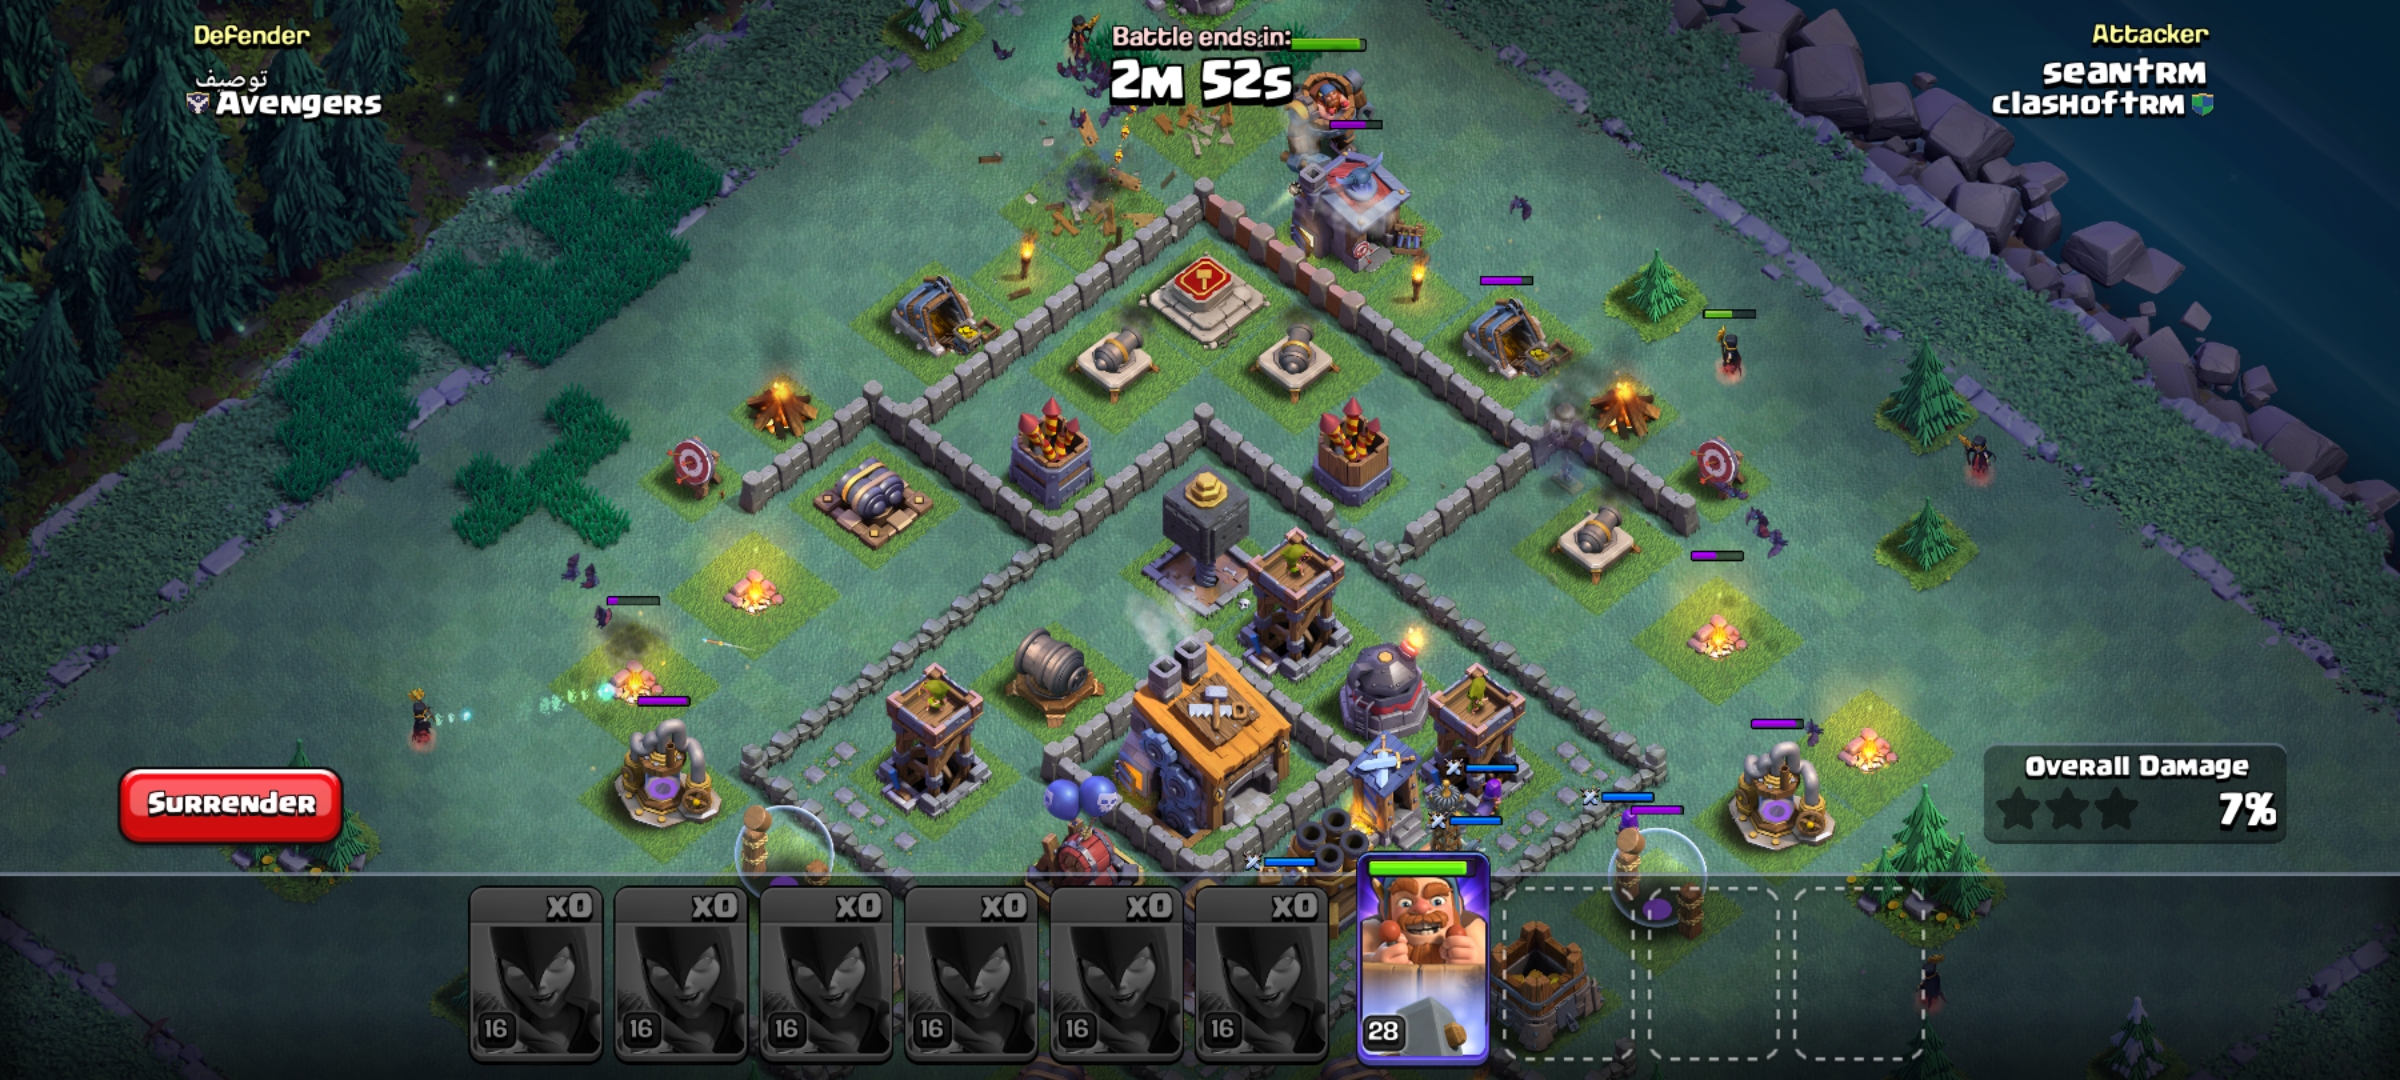 Defender
توصيف
Avengers
Battle ends in:
2M 52s
Attacker
seantRM
clashoftRM
Surrender
Overall Damage
7%
x0 x0 x0 x0 x0 x0
16 16 16 16 16 16 28